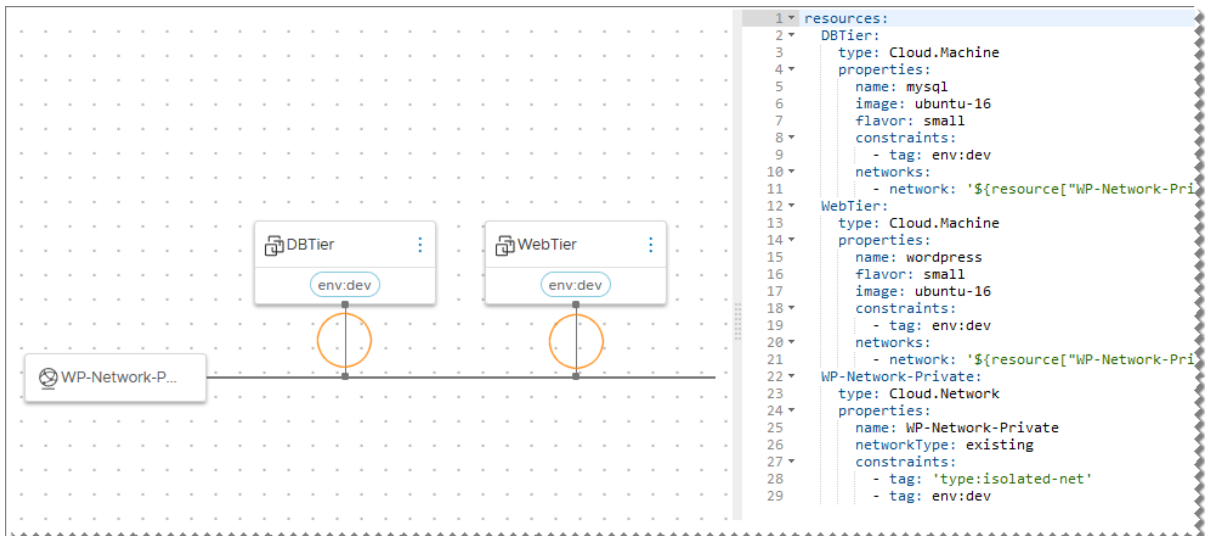 DBTier
env:dev
WebTier
env:dev
WP-Network-P...
1 resources:
2 DBTier:
3 type: Cloud.Machine
4 properties:
5 name: mysql
6 image: ubuntu-16
7 flavor: small
8 constraints:
9 - tag: env:dev
10 networks:
11 - network: '${resource["WP-Network-Pri
12 WebTier:
13 type: Cloud.Machine
14 properties:
15 name: wordpress
16 flavor: small
17 image: ubuntu-16
18 constraints:
19 - tag: env:dev
20 networks:
21 - network: '${resource["WP-Network-Pri
22 WP-Network-Private:
23 type: Cloud.Network
24 properties:
25 name: WP-Network-Private
26 networkType: existing
27 constraints:
28 - tag: 'type:isolated-net'
29 - tag: env:dev